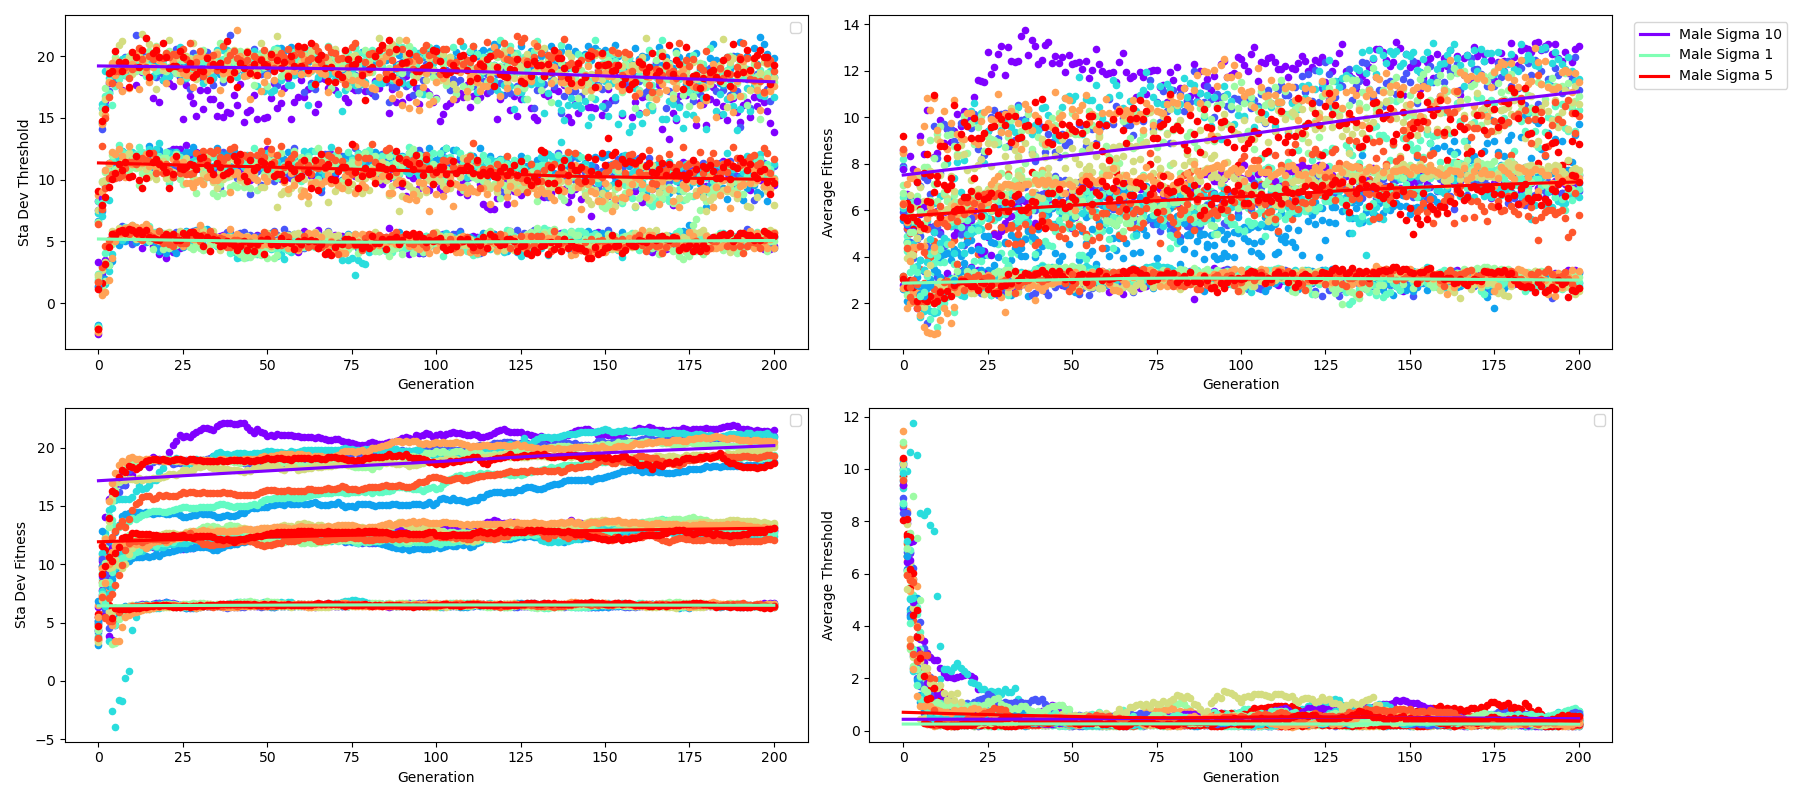 20
15
10
5
0
Sta Dev Threshold
0 25 50 75 100 125 150 175 200
Generation
14
12
10
8
6
4
2
Average Fitness
0 25 50 75 100 125 150 175 200
Generation
Male Sigma 10
Male Sigma 1
Male Sigma 5
20
15
10
5
0
−5
Sta Dev Fitness
0 25 50 75 100 125 150 175 200
Generation
12
10
8
6
4
2
0
Average Threshold
0 25 50 75 100 125 150 175 200
Generation